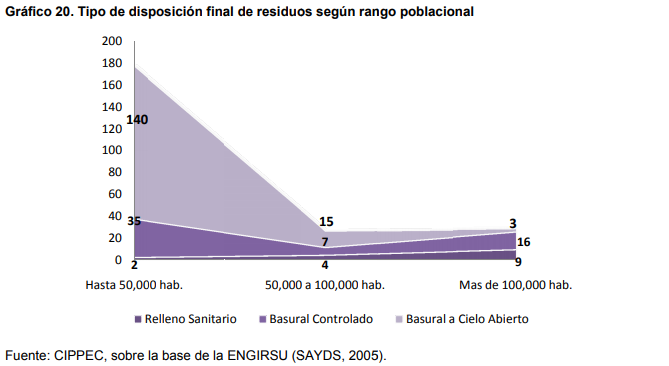 Gráfico 20. Tipo de disposición final de residuos según rango poblacional
200
180
160
140
120
100
80
60
40
20
0
140
35
2
15
7
4
3
16
9
Hasta 50,000 hab.
50,000 a 100,000 hab.
Mas de 100,000 hab.
Relleno Sanitario
Basural Controlado
Basural a Cielo Abierto
Fuente: CIPPEC, sobre la base de la ENGIRSU (SAYDS, 2005).